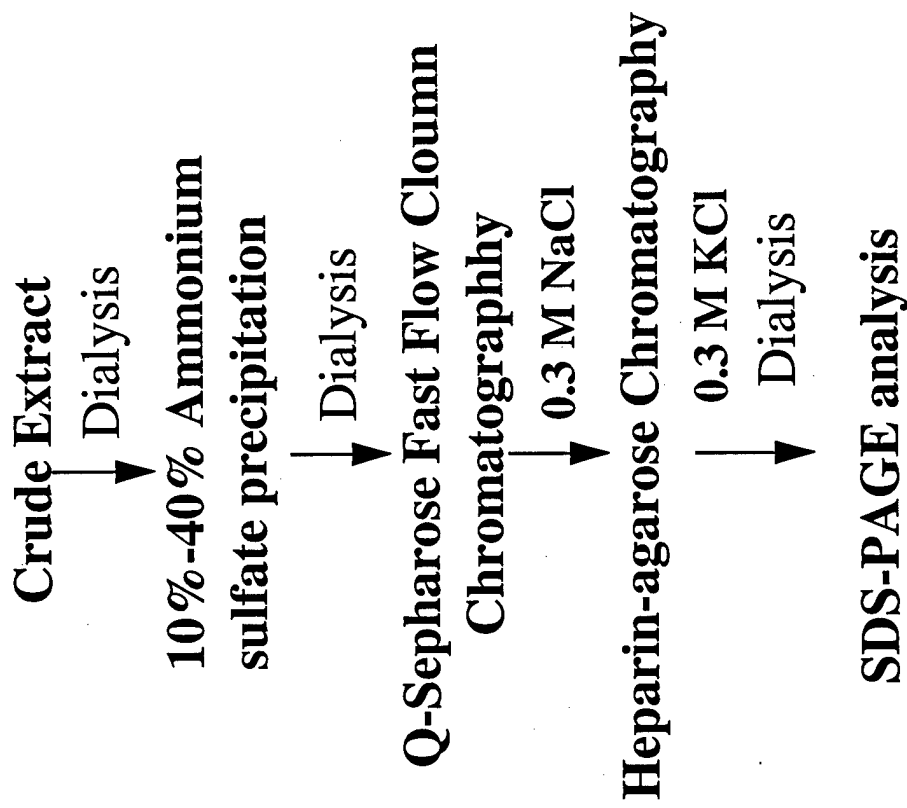 Crude Extract
Dialysis
10%-40% Ammonium
sulfate precipitation
Dialysis
Q-Sepharose Fast Flow Cloumn
Chromatographhy
0.3 M NaCl
Heparin-agarose Chromatography
0.3 M KCl
Dialysis
SDS-PAGE analysis